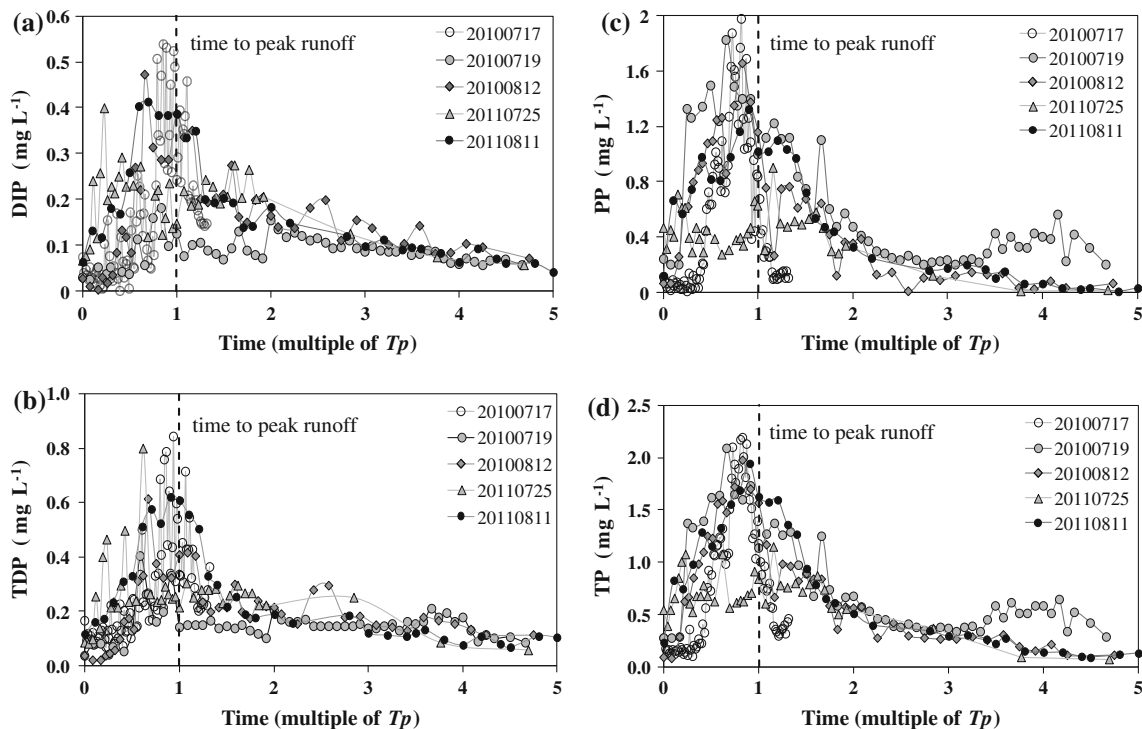 (a)
DIP (mg L-1)
0.6
0.5
0.4
0.3
0.2
0.1
0
time to peak runoff
20100717
20100719
20100812
20110725
20110811
0 1 2 3 4 5
Time (multiple of Tp)
(c)
PP (mg L-1)
2
1.6
1.2
0.8
0.4
0
time to peak runoff
20100717
20100719
20100812
20110725
20110811
0 1 2 3 4 5
Time (multiple of Tp)
(b)
TDP (mg L-1)
1.0
0.8
0.6
0.4
0.2
0.0
time to peak runoff
20100717
20100719
20100812
20110725
20110811
0 1 2 3 4 5
Time (multiple of Tp)
(d)
TP (mg L-1)
2.5
2.0
1.5
1.0
0.5
0.0
time to peak runoff
20100717
20100719
20100812
20110725
20110811
0 1 2 3 4 5
Time (multiple of Tp)